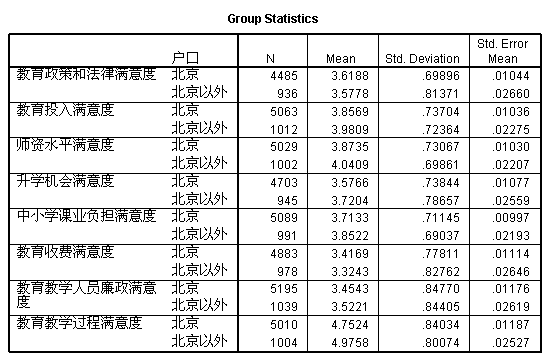 Group Statistics
户口 N Mean Std. Deviation Std. Error Mean
教育政策和法律满意度 北京 4485 3.6188 .69896 .01044
北京以外 936 3.5778 .81371 .02660
教育投入满意度 北京 5063 3.8569 .73704 .01036
北京以外 1012 3.9809 .72364 .02275
师资水平满意度 北京 5029 3.8735 .73067 .01030
北京以外 1002 4.0409 .69861 .02207
升学机会满意度 北京 4703 3.5766 .73844 .01077
北京以外 945 3.7204 .78657 .02559
中小学课业负担满意度 北京 5089 3.7133 .71145 .00997
北京以外 991 3.8522 .69037 .02193
教育收费满意度 北京 4883 3.4169 .77811 .01114
北京以外 978 3.3243 .82762 .02646
教育教学人员廉政满意度 北京 5195 3.4543 .84770 .01176
北京以外 1039 3.5221 .84405 .02619
教育教学过程满意度 北京 5010 4.7524 .84034 .01187
北京以外 1004 4.9758 .80074 .02527